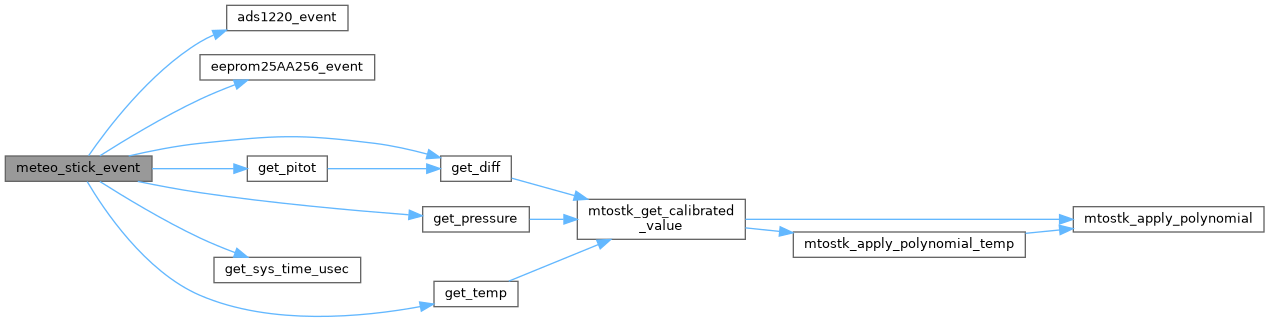 ads1220_event
eeprom25AA256_event
meteo_stick_event
get_pitot
get_diff
get_pressure
mtostk_get_calibrated
_value
mtostk_apply_polynomial
mtostk_apply_polynomial_temp
get_sys_time_usec
get_temp